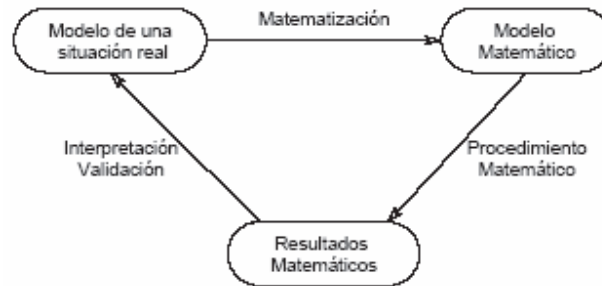 Modelo de una
situación real
Matematización
Modelo
Matemático
Interpretación
Validación
Procedimiento
Matemático
Resultados
Matemáticos